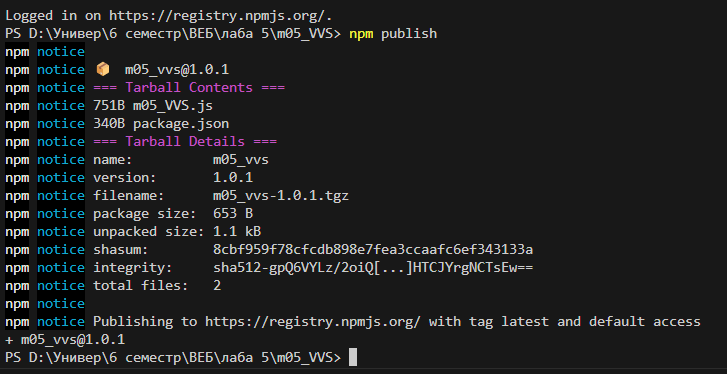 Logged in on https://registry.npmjs.org/.
PS D:\Универ\6 семестр\ВЕБ\лаба 5\m05_VVS> npm publish
npm notice
npm notice 📦  m05_vvs@1.0.1
npm notice === Tarball Contents ===
npm notice 751B m05_VVS.js
npm notice 340B package.json
npm notice === Tarball Details ===
npm notice name:          m05_vvs
npm notice version:       1.0.1
npm notice filename:      m05_vvs-1.0.1.tgz
npm notice package size:  653 B
npm notice unpacked size: 1.1 kB
npm notice shasum:        8cbf959f78cfcdb898e7fea3ccaafc6ef343133a
npm notice integrity:     sha512-gpQ6VYLz/2oiQ[...]HTCJYrgNCTsEw==
npm notice total files:   2
npm notice
npm notice Publishing to https://registry.npmjs.org/ with tag latest and default access
+ m05_vvs@1.0.1
PS D:\Универ\6 семестр\ВЕБ\лаба 5\m05_VVS>